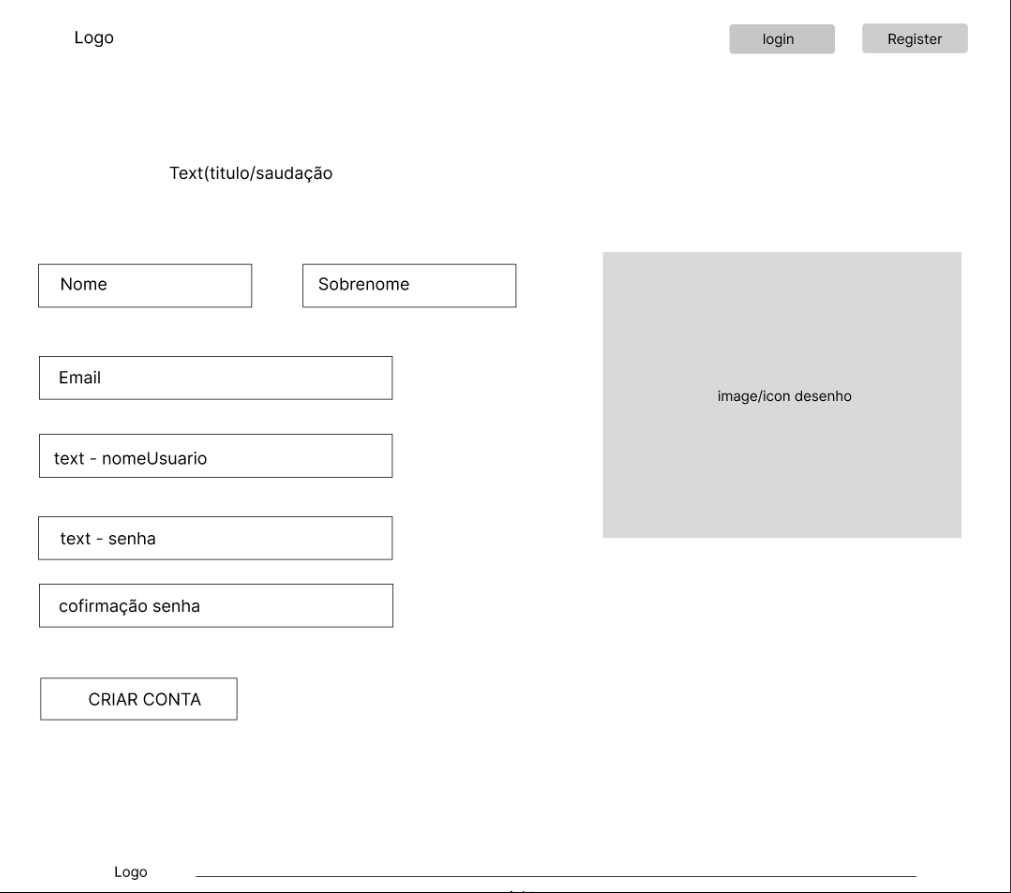 Logo
login
Register
Text(titulo/saudação
Nome
Sobrenome
image/icon desenho
Email
text - nomeUsuario
text - senha
cofirmação senha
CRIAR CONTA
Logo